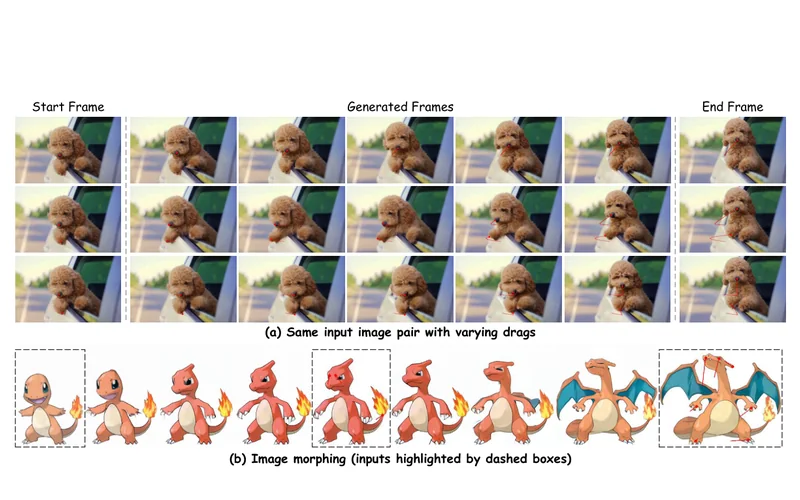 Start Frame
Generated Frames
End Frame
(a) Same input image pair with varying drags
(b) Image morphing (inputs highlighted by dashed boxes)